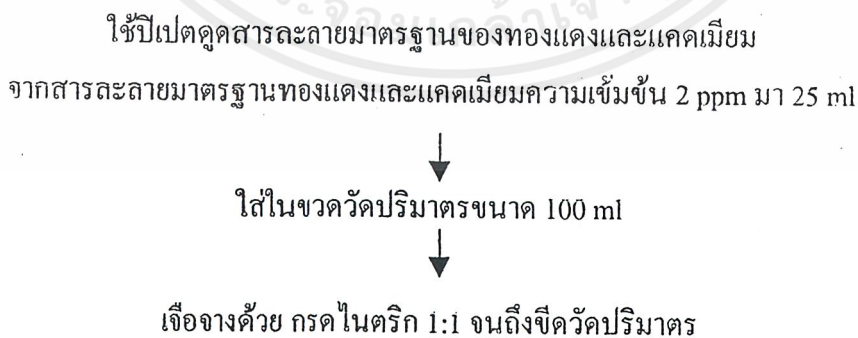 ใช้ปิเปตดูดสารละลายมาตรฐานของทองแดงและแคดเมียม
จากสารละลายมาตรฐานทองแดงและแคดเมียมความเข้มข้น 2 ppm มา 25 ml
ใส่ในขวดวัดปริมาตรขนาด 100 ml
เจือจางด้วย กรดไนตริก 1:1 จนถึงขีดวัดปริมาตร